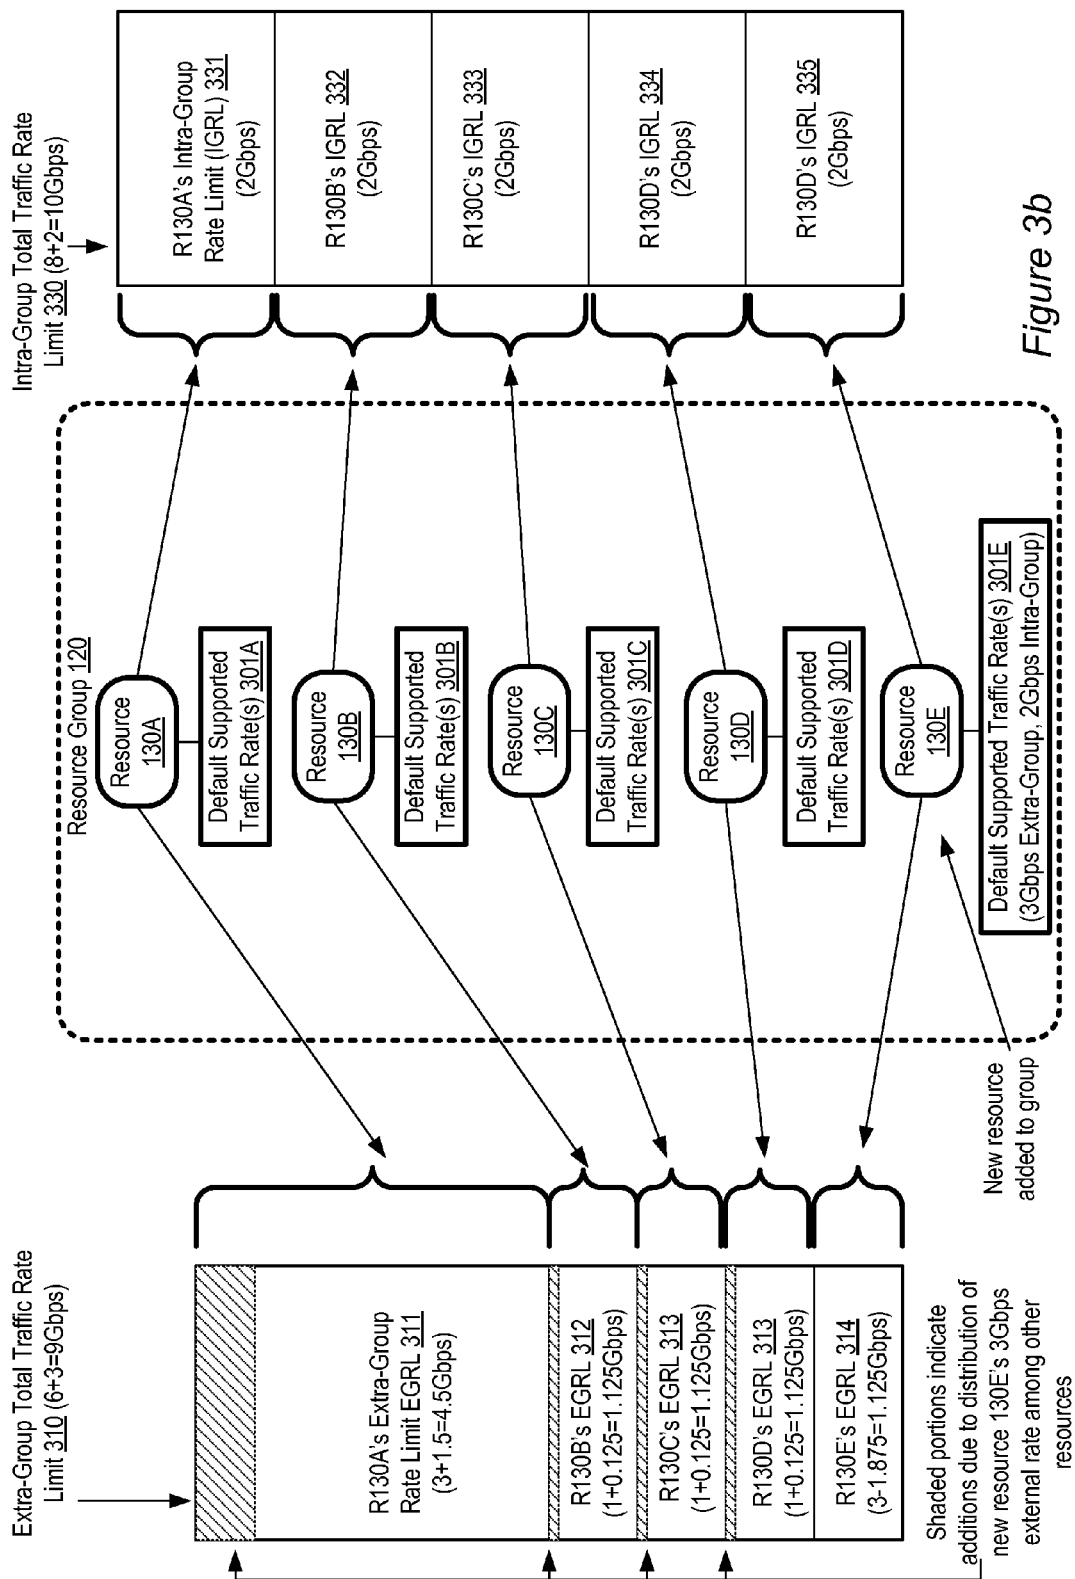 Extra-Group Total Traffic Rate
Limit 310 (6+3=9Gbps)
R130A's Extra-Group
Rate Limit EGRL 311
(3+1.5=4.5Gbps)
R130B's EGRL 312
(1+0.125=1.125Gbps)
R130C's EGRL 313
(1+0.125=1.125Gbps)
R130D's EGRL 313
(1+0.125=1.125Gbps)
R130E's EGRL 314
(3-1.875=1.125Gbps)
Shaded portions indicate
additions due to distribution of
new resource 130E's 3Gbps
external rate among other
resources
New resource
added to group
Resource Group 120
Resource
130A
Default Supported
Traffic Rate(s) 301A
Resource
130B
Default Supported
Traffic Rate(s) 301B
Resource
130C
Default Supported
Traffic Rate(s) 301C
Resource
130D
Default Supported
Traffic Rate(s) 301D
Resource
130E
Default Supported Traffic Rate(s) 301E
(3Gbps Extra-Group, 2Gbps Intra-Group)
Intra-Group Total Traffic Rate
Limit 330 (8+2=10Gbps)
R130A's Intra-Group
Rate Limit (IGRL) 331
(2Gbps)
R130B's IGRL 332
(2Gbps)
R130C's IGRL 333
(2Gbps)
R130D's IGRL 334
(2Gbps)
R130D's IGRL 335
(2Gbps)
Figure 3b